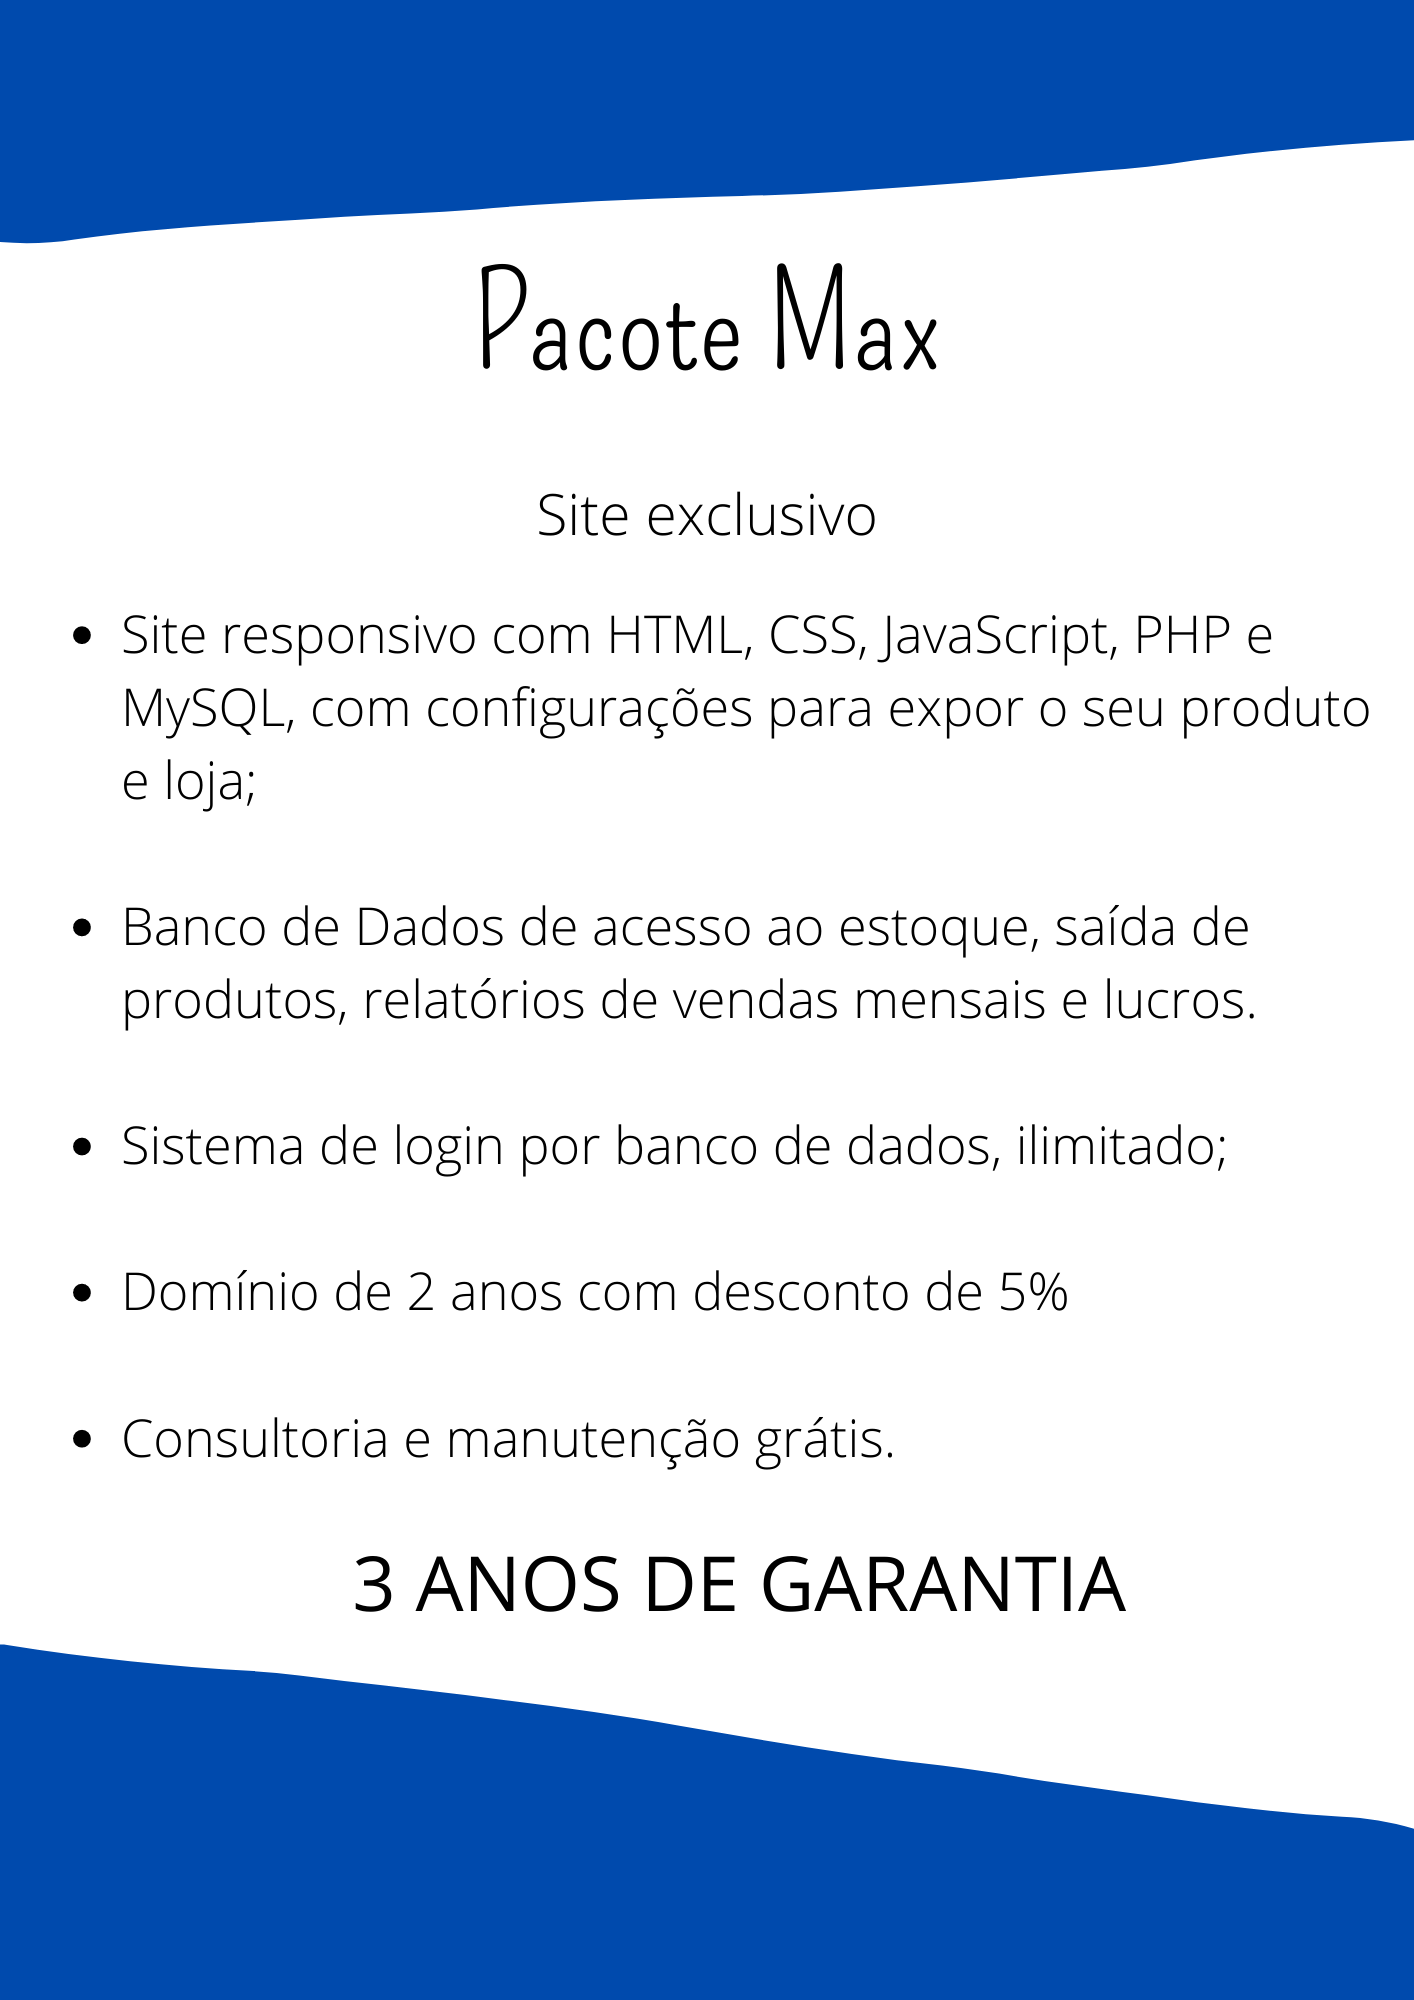 Pacote Max
Site exclusivo
• Site responsivo com HTML, CSS, JavaScript, PHP e
MySQL, com configurações para expor o seu produto
e loja;
• Banco de Dados de acesso ao estoque, saída de
produtos, relatórios de vendas mensais e lucros.
• Sistema de login por banco de dados, ilimitado;
• Domínio de 2 anos com desconto de 5%
• Consultoria e manutenção grátis.
3 ANOS DE GARANTIA